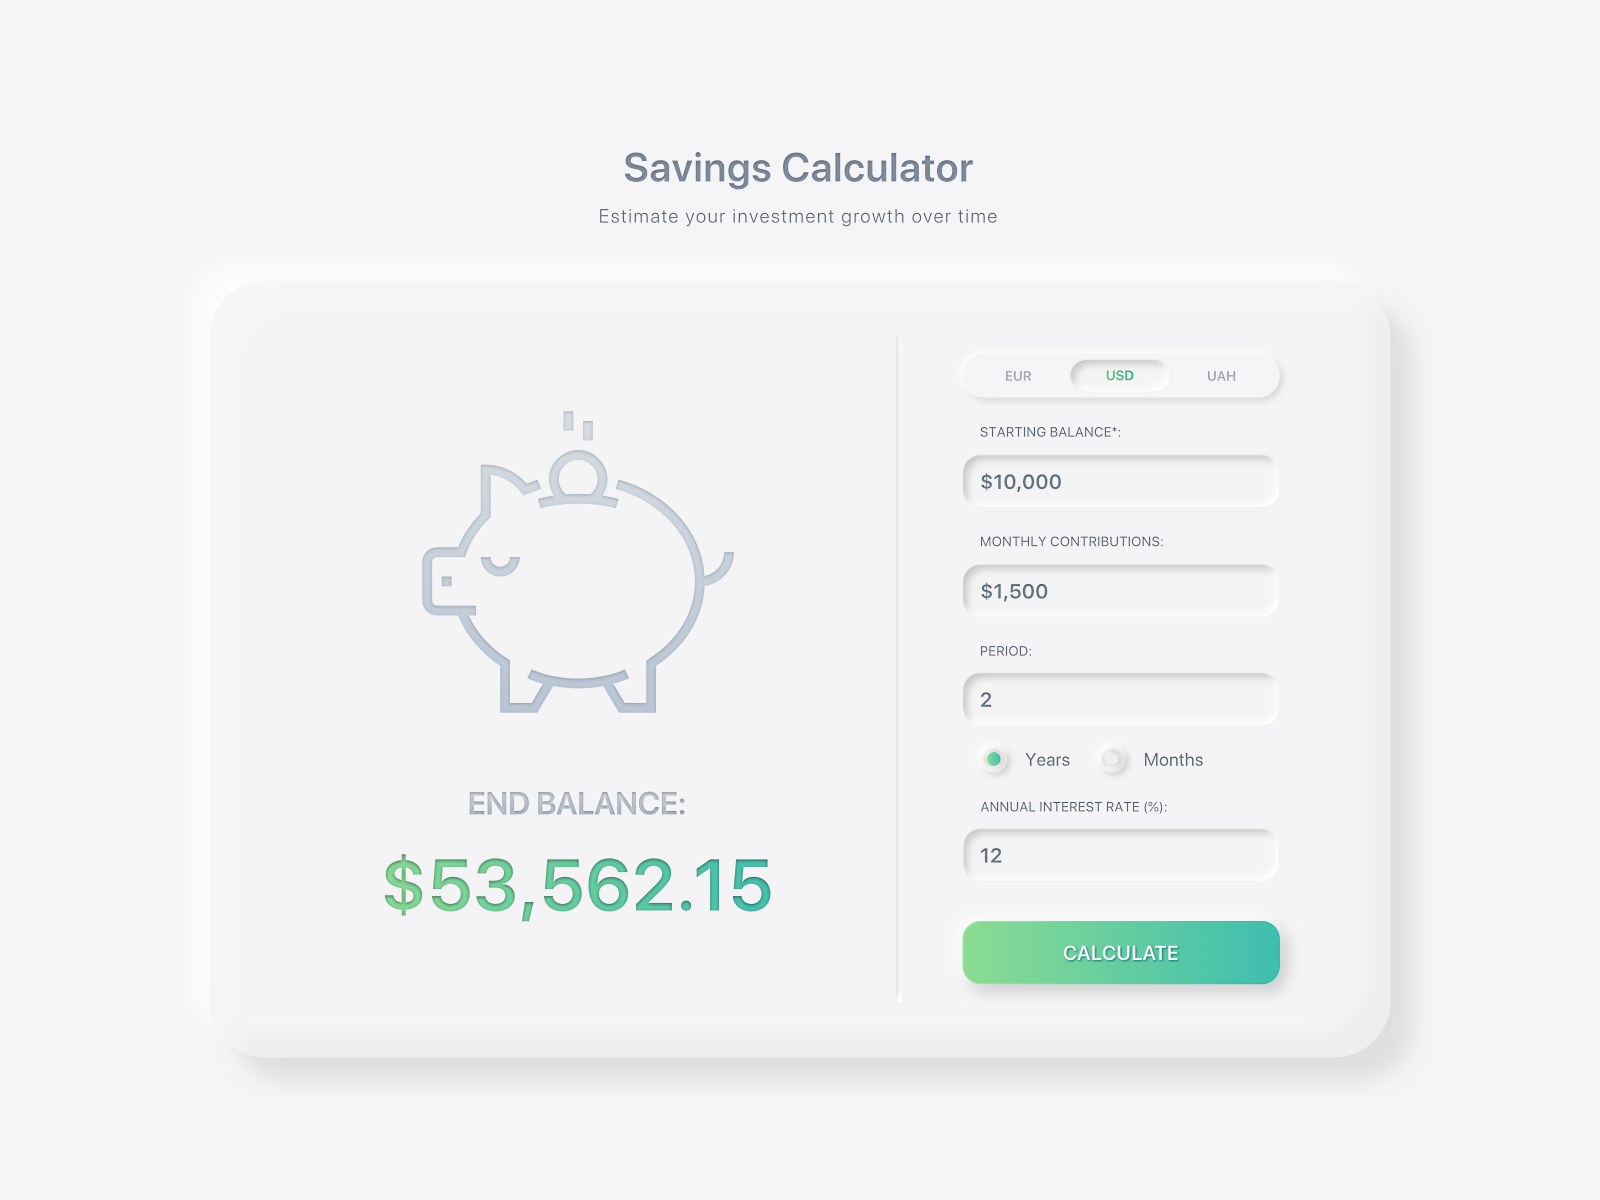 Savings Calculator
Estimate your investment growth over time
END BALANCE:
$53,562.15
EUR USD UAH
STARTING BALANCE*:
$10,000
MONTHLY CONTRIBUTIONS:
$1,500
PERIOD:
2
Years Months
ANNUAL INTEREST RATE (%):
12
CALCULATE